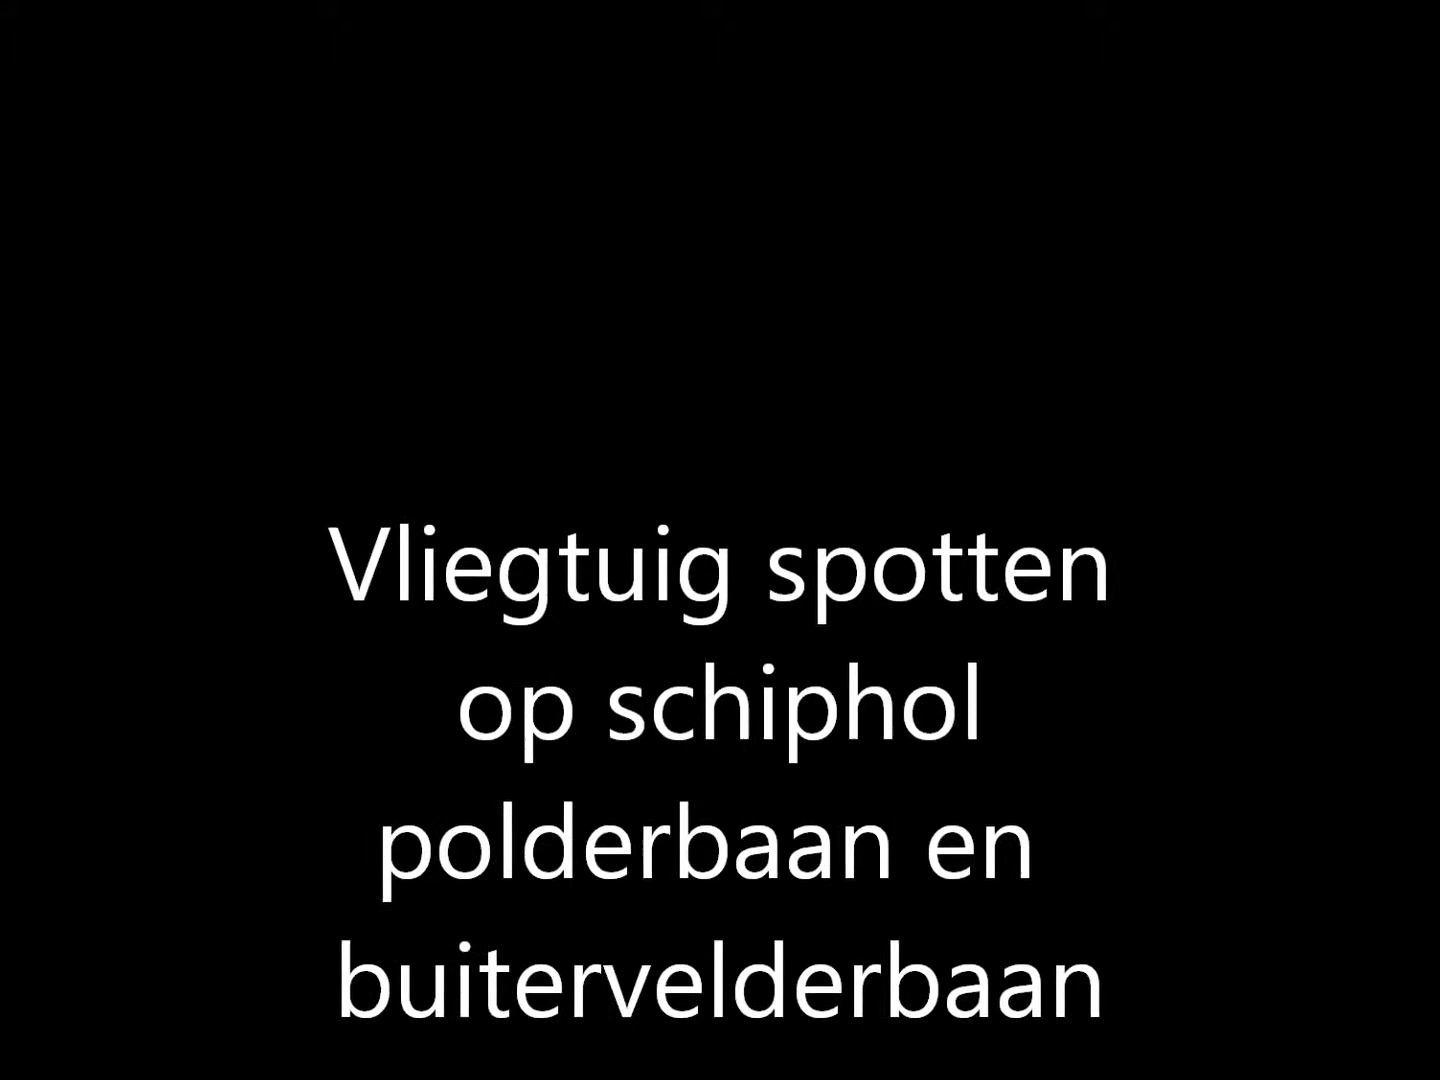 Vliegtuig spotten
op schiphol
polderbaan en
buitervelderbaan